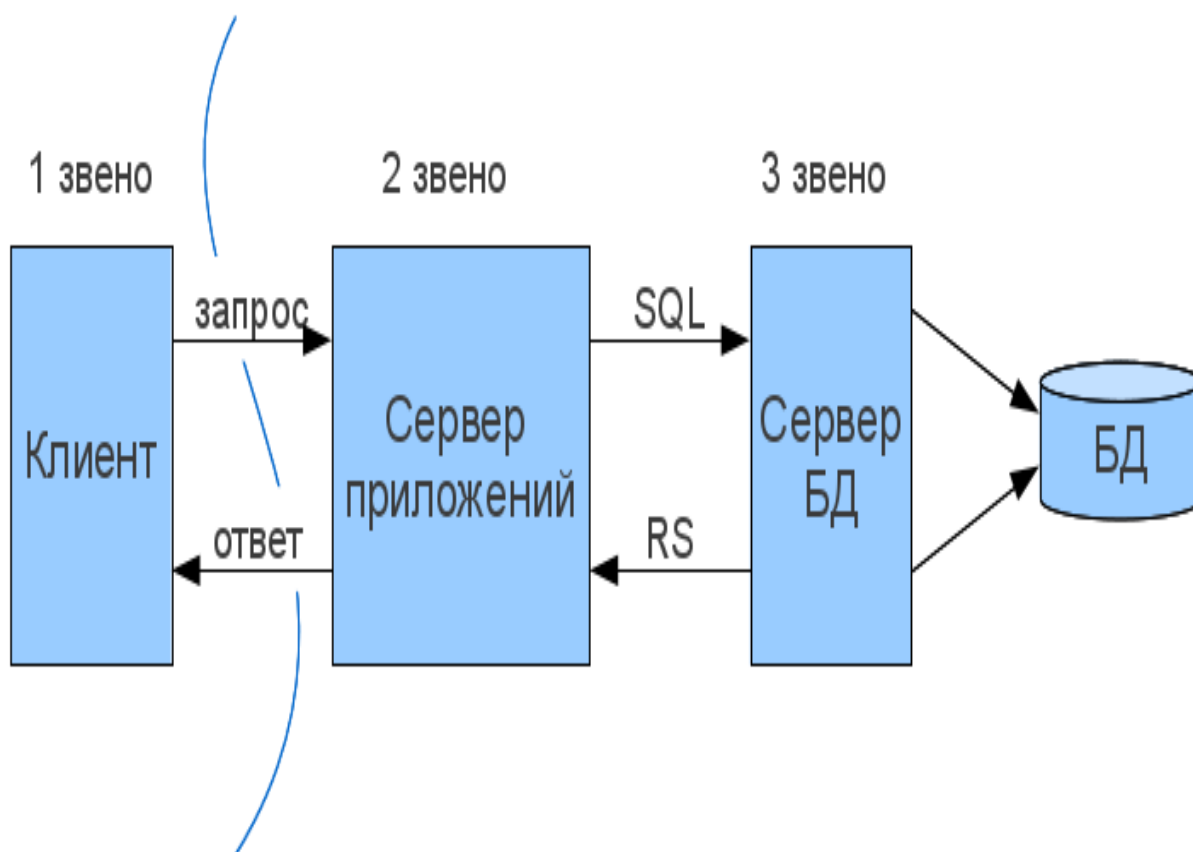 1 звено
2 звено
3 звено
запрос
SQL
Клиент
Сервер
приложений
Сервер
БД
БД
ответ
RS